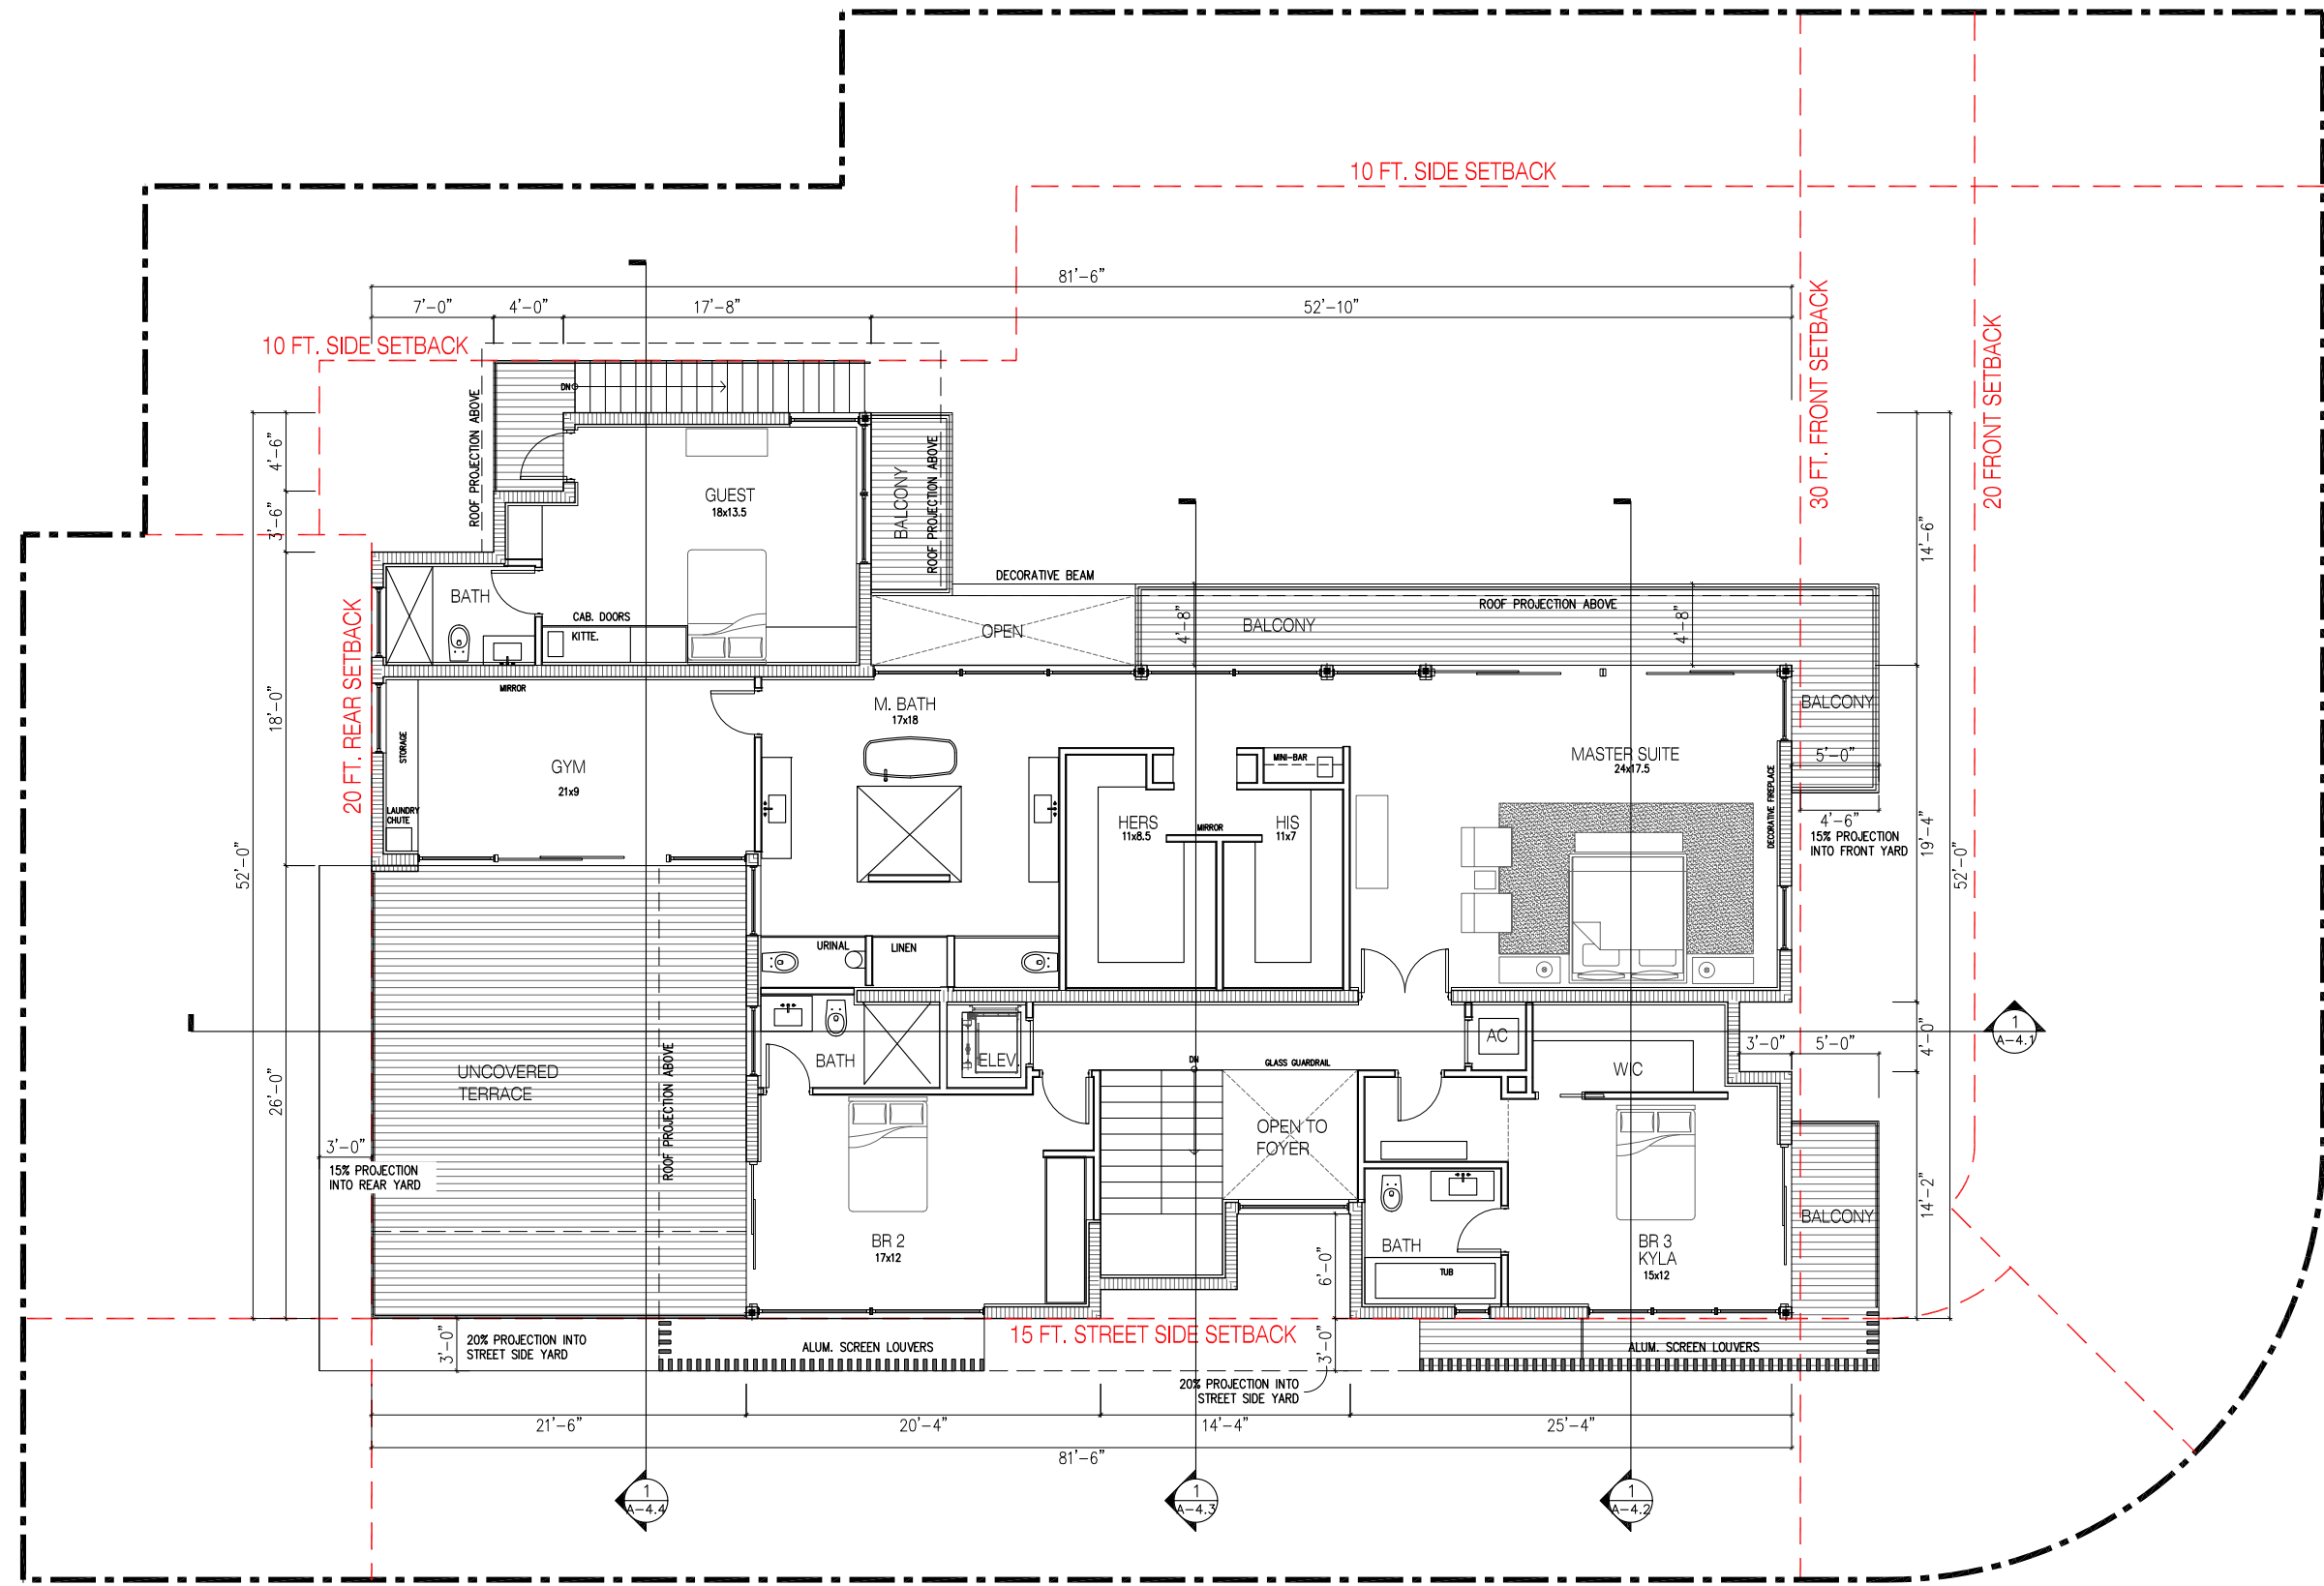 10 FT. SIDE SETBACK
81'-6"
7'-0"
4'-0"
17'-8"
52'-10"
10 FT. SIDE SETBACK
30 FT. FRONT SETBACK
20 FRONT SETBACK
DN
ROOF PROJECTION ABOVE
4'-6"
3'-6"
GUEST
18x13.5
BALCONY
ROOF PROJECTION ABOVE
14'-6"
DECORATIVE BEAM
BATH
CAB. DOORS
KITTE.
OPEN
4'-8"
BALCONY
ROOF PROJECTION ABOVE
4'-8"
20 FT. REAR SETBACK
18'-0"
MIRROR
STORAGE
GYM
21x9
LAUNDRY
CHUTE
M. BATH
17x18
MINI-BAR
HERS
11x8.5
MIRROR
HIS
11x7
MASTER SUITE
24x17.5
DECORATIVE FIREPLACE
BALCONY
5'-0"
4'-6"
15% PROJECTION
INTO FRONT YARD
19'-4"
52'-0"
52'-0"
URINAL
LINEN
BATH
ELEV.
DN
GLASS GUARDRAIL
AC
WIC
3'-0"
5'-0"
4'-0"
1
A-4.1
UNCOVERED
TERRACE
ROOF PROJECTION ABOVE
26'-0"
3'-0"
15% PROJECTION
INTO REAR YARD
OPEN TO
FOYER
BR 2
17x12
BATH
TUB
BR 3
KYLA
15x12
BALCONY
14'-2"
6'-0"
3'-0"
20% PROJECTION INTO
STREET SIDE YARD
ALUM. SCREEN LOUVERS
15 FT. STREET SIDE SETBACK
3'-0"
ALUM. SCREEN LOUVERS
20% PROJECTION INTO
STREET SIDE YARD
21'-6"
20'-4"
14'-4"
25'-4"
81'-6"
1
A-4.4
1
A-4.3
1
A-4.2